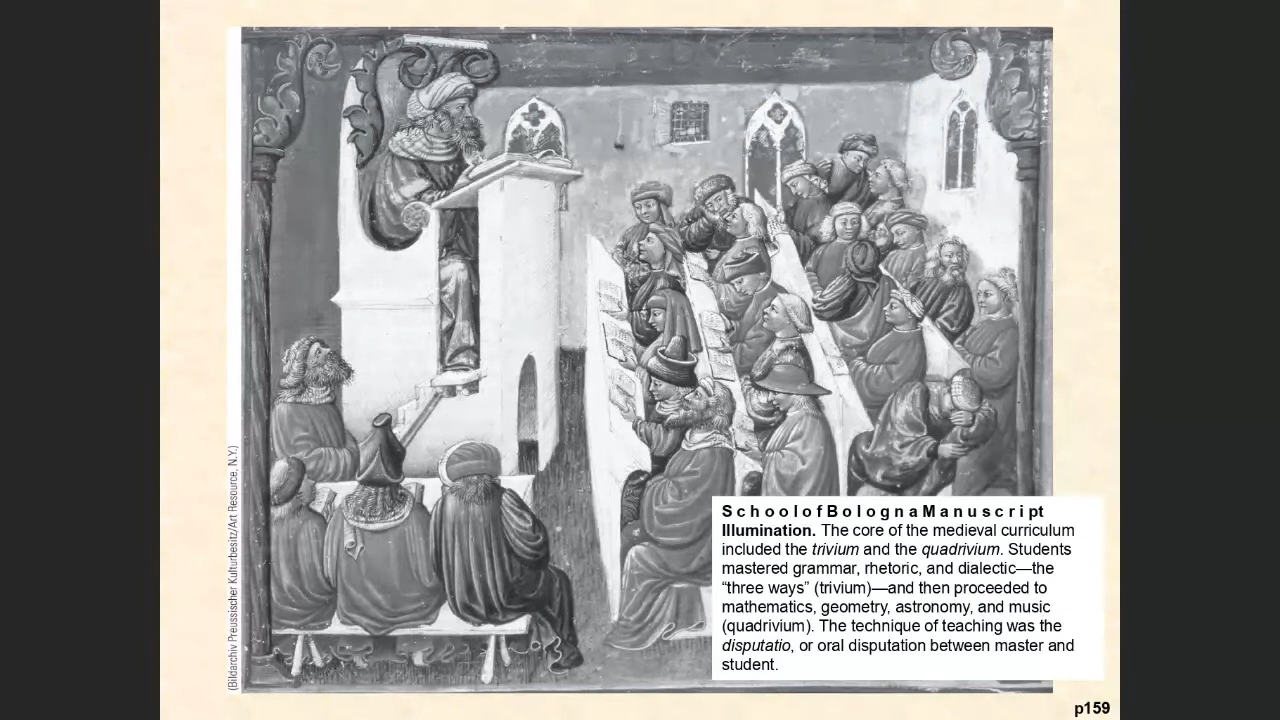 (Bildarchiv Preussischer Kulturbesitz/Art Resource, N.Y.)
S c h o o l o f B o l o g n a M a n u s c r i pt
Illumination. The core of the medieval curriculum
included the trivium and the quadrivium. Students
mastered grammar, rhetoric, and dialectic—the
“three ways” (trivium)—and then proceeded to
mathematics, geometry, astronomy, and music
(quadrivium). The technique of teaching was the
disputatio, or oral disputation between master and
student.
p159